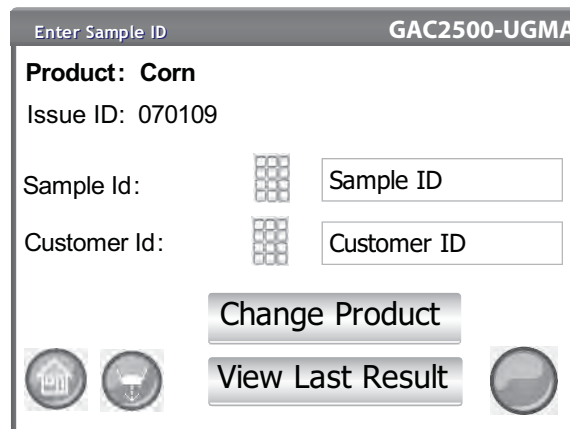 Enter Sample ID GAC2500-UGMA
Product: Corn
Issue ID: 070109
Sample Id: Sample ID
Customer Id: Customer ID
Change Product
View Last Result